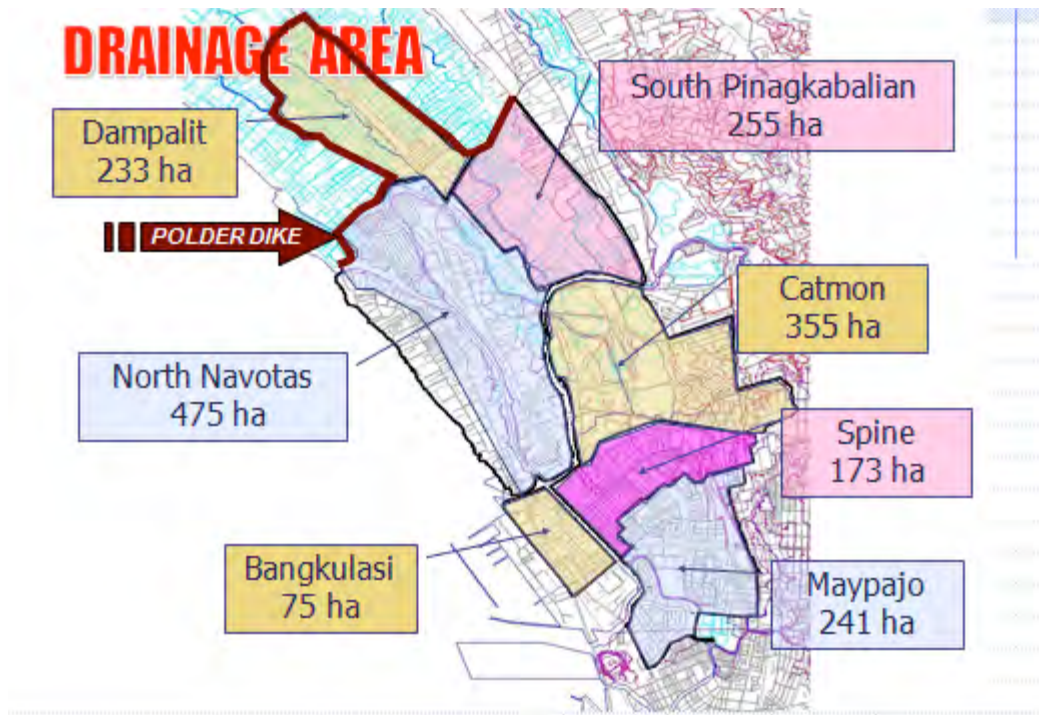 DRAINAGE AREA
South Pinagkabalian
255 ha
Dampalit
233 ha
POLDER DIKE
Catmon
355 ha
North Navotas
475 ha
Spine
173 ha
Bangkulasi
75 ha
Maypajo
241 ha